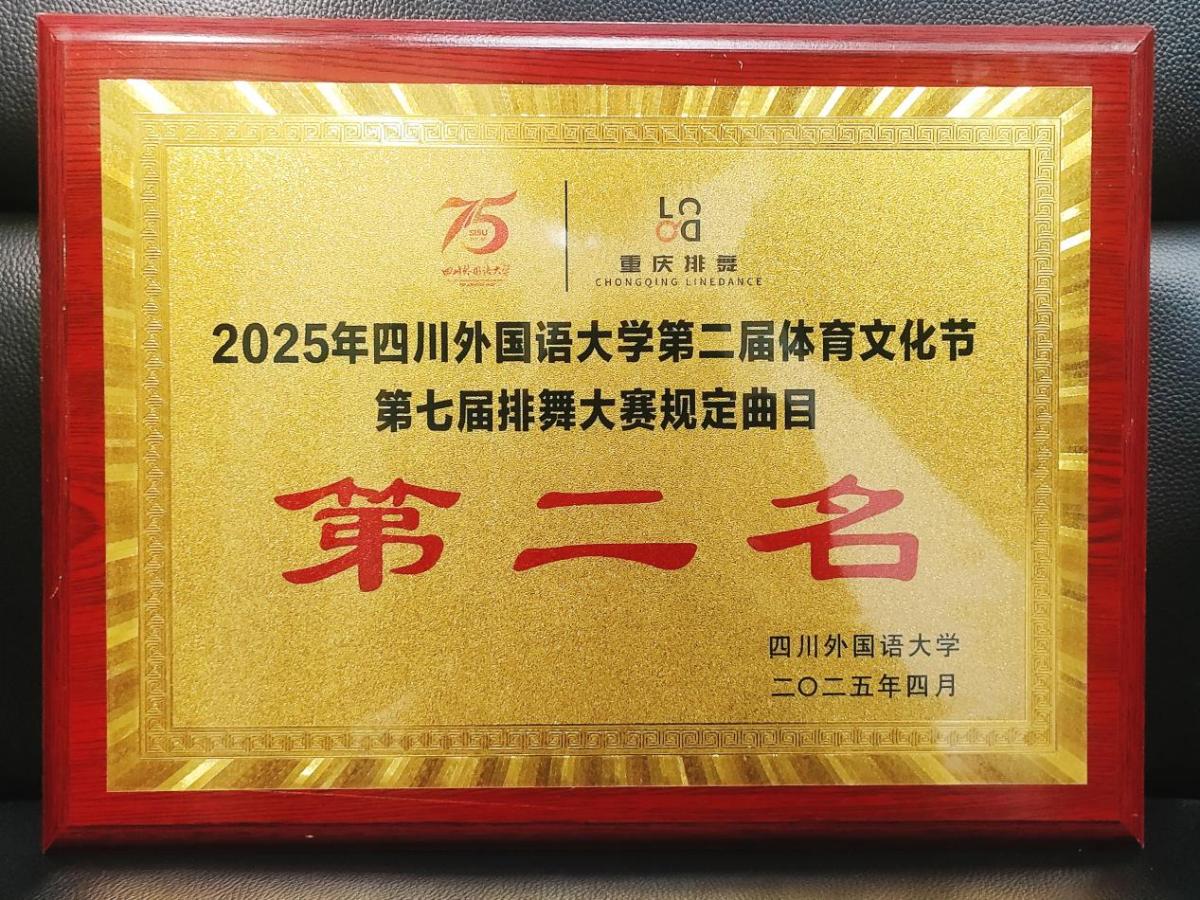 75
SISU
四川外国语大学
LCDQ
重庆排舞
CHONGQING LINEDANCE
2025年四川外国语大学第二届体育文化节
第七届排舞大赛规定曲目
第二名
四川外国语大学
二〇二五年四月